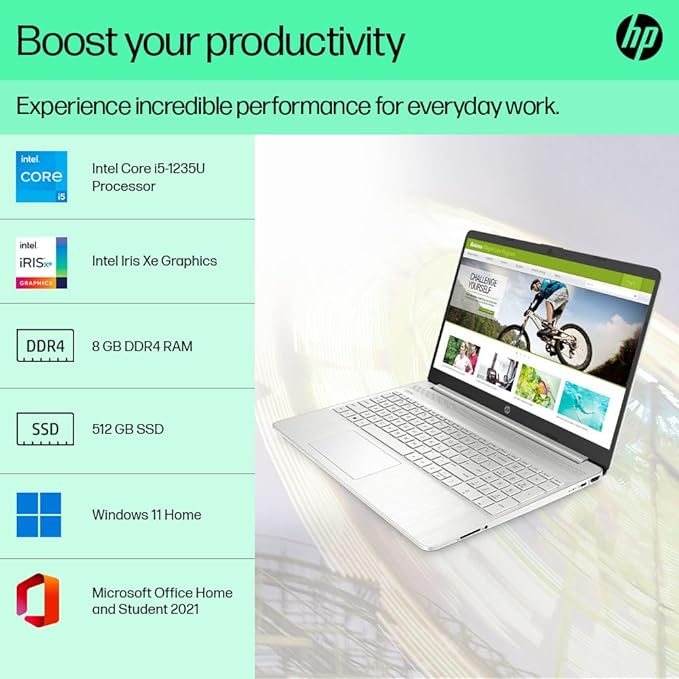 Boost your productivity
hp
Experience incredible performance for everyday work.
intel
CORE
i5
Intel Core i5-1235U
Processor
intel
iRISxe
GRAPHICS
Intel Iris Xe Graphics
DDR4
8 GB DDR4 RAM
SSD
512 GB SSD
Windows 11 Home
Microsoft Office Home
and Student 2021
CHALLENGE
YOURSELF
hp